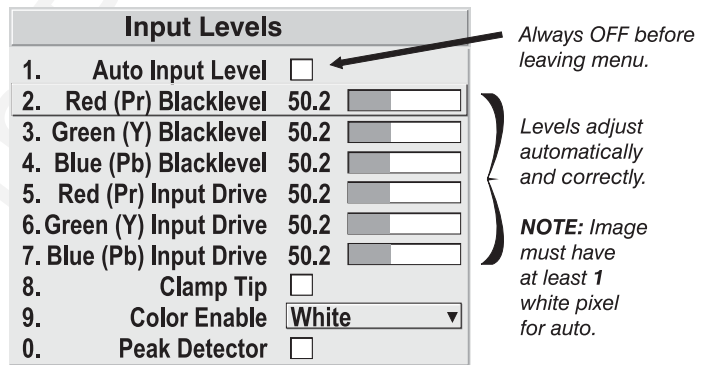 Input Levels
1. Auto Input Level
2. Red (Pr) Blacklevel 50.2
3. Green (Y) Blacklevel 50.2
4. Blue (Pb) Blacklevel 50.2
5. Red (Pr) Input Drive 50.2
6. Green (Y) Input Drive 50.2
7. Blue (Pb) Input Drive 50.2
8. Clamp Tip
9. Color Enable White
0. Peak Detector
Always OFF before
leaving menu.
Levels adjust
automatically
and correctly.
NOTE: Image
must have
at least 1
white pixel
for auto.